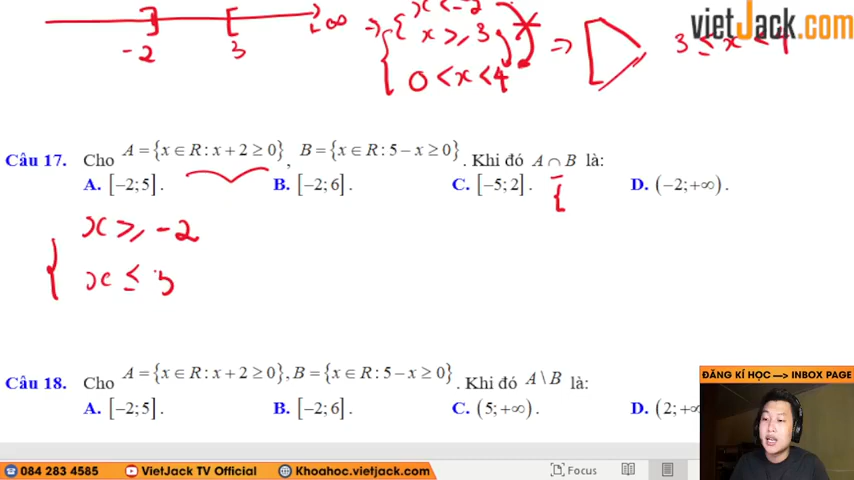 x < -2
vietJack.com
-2 3 +∞ => x ≥ 3 => 3 ≤ x < 4
0 < x < 4
Câu 17. Cho A = {x ∈ R : x + 2 ≥ 0}, B = {x ∈ R : 5 − x ≥ 0}. Khi đó A ∩ B là:
A. [−2;5]. B. [−2;6]. C. [−5;2]. D. (−2;+∞).
x ≥ -2
x ≤ 5
Câu 18. Cho A = {x ∈ R : x + 2 ≥ 0}, B = {x ∈ R : 5 − x ≥ 0}. Khi đó A \ B là:
A. [−2;5]. B. [−2;6]. C. (5;+∞). D. (2;+∞
ĐĂNG KÍ HỌC —> INBOX PAGE
084 283 4585 VietJack TV Official Khoahoc.vietjack.com Focus